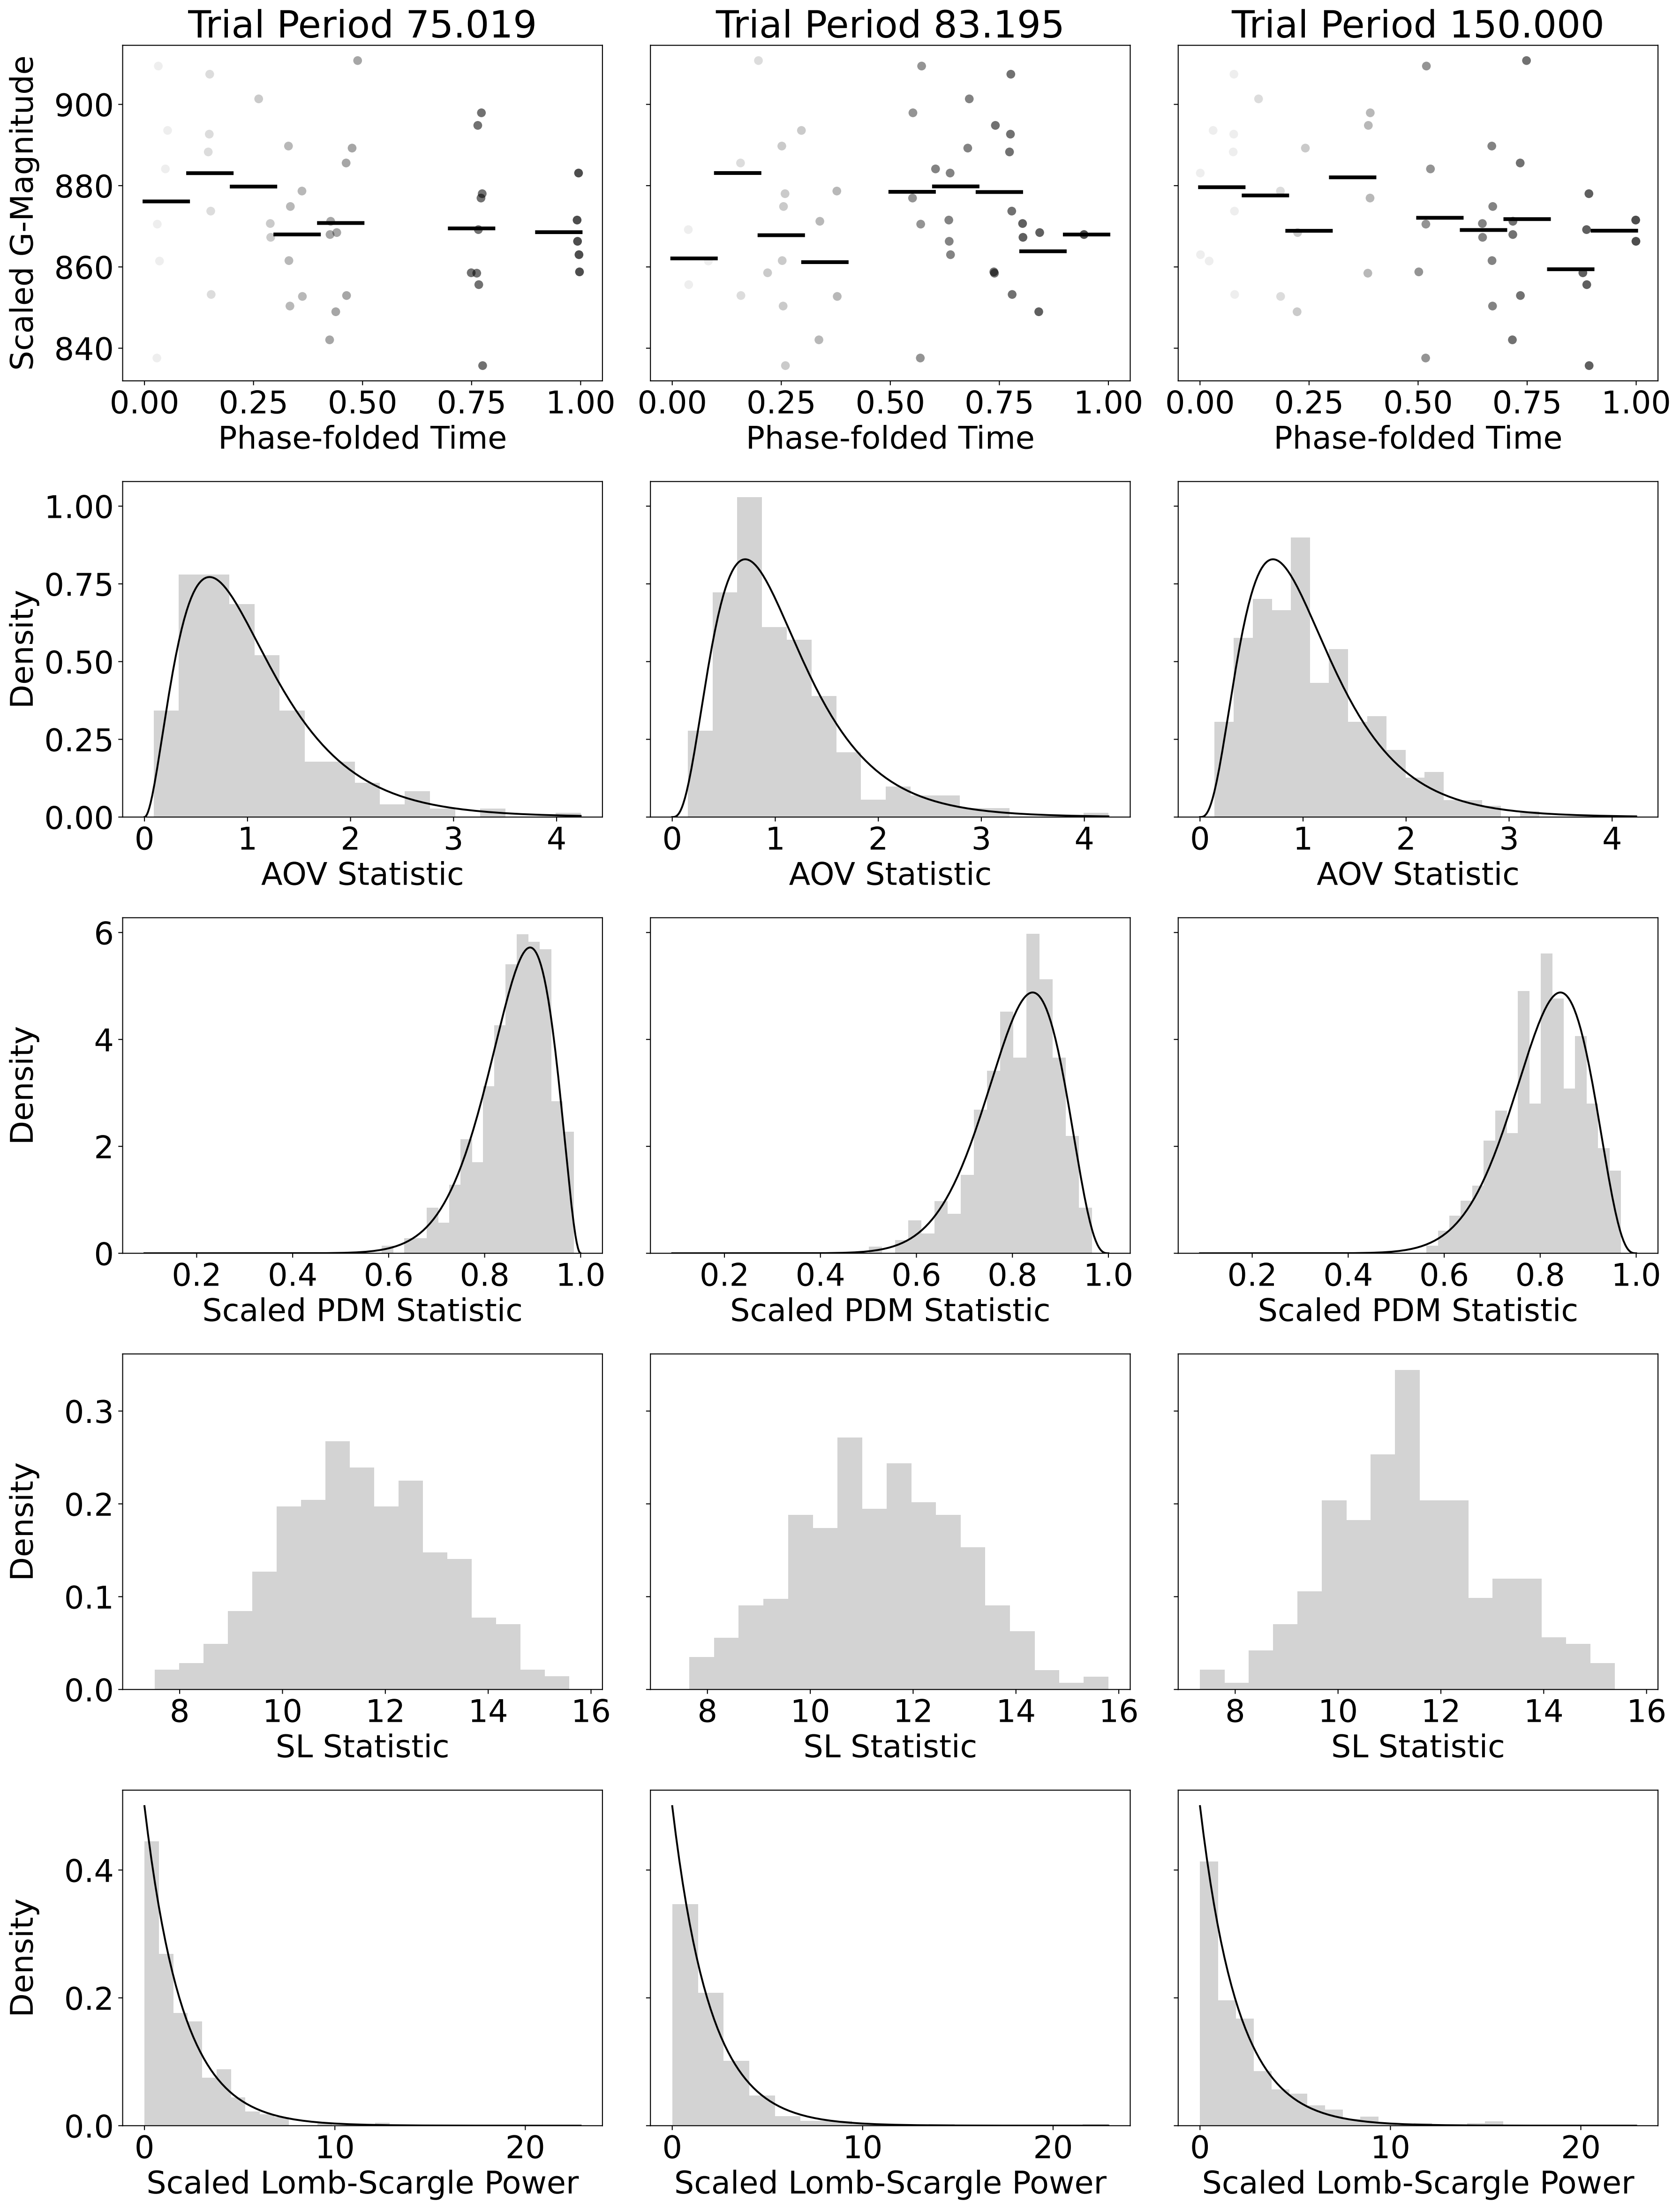 Trial Period 75.019 Trial Period 83.195 Trial Period 150.000
Scaled G-Magnitude
900
880
860
840
0.00 0.25 0.50 0.75 1.00 0.00 0.25 0.50 0.75 1.00 0.00 0.25 0.50 0.75 1.00
Phase-folded Time Phase-folded Time Phase-folded Time
Density
1.00
0.75
0.50
0.25
0.00
0 1 2 3 4 0 1 2 3 4 0 1 2 3 4
AOV Statistic AOV Statistic AOV Statistic
Density
6
4
2
0
0.2 0.4 0.6 0.8 1.0 0.2 0.4 0.6 0.8 1.0 0.2 0.4 0.6 0.8 1.0
Scaled PDM Statistic Scaled PDM Statistic Scaled PDM Statistic
Density
0.3
0.2
0.1
0.0
8 10 12 14 16 8 10 12 14 16 8 10 12 14 16
SL Statistic SL Statistic SL Statistic
Density
0.4
0.2
0.0
0 10 20 0 10 20 0 10 20
Scaled Lomb-Scargle Power Scaled Lomb-Scargle Power Scaled Lomb-Scargle Power